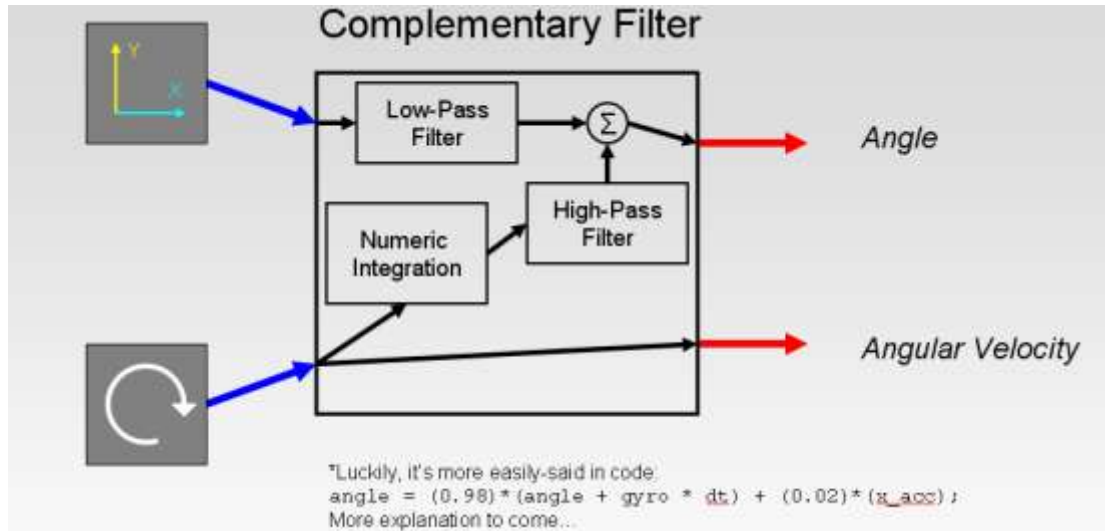 Complementary Filter
Y
X
Low-Pass
Filter
Σ
Angle
High-Pass
Filter
Numeric
Integration
Angular Velocity
*Luckily, it's more easily-said in code:
angle = (0.98)*(angle + gyro * dt) + (0.02)*(x_acc);
More explanation to come...